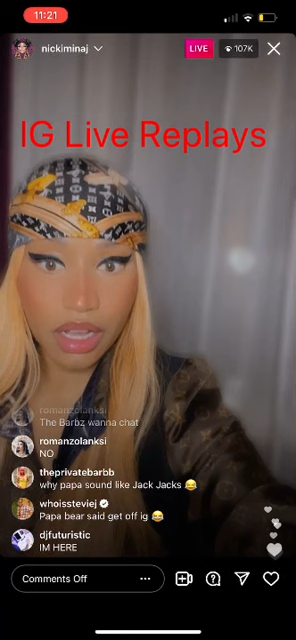 11:21
nickiminaj
LIVE
107K
IG Live Replays
romanzolanksi
The Barbz wanna chat
romanzolanksi
NO
theprivatebarbb
why papa sound like Jack Jacks 😂
whoissteviej
Papa bear said get off ig 😂
djfuturistic
IM HERE
Comments Off